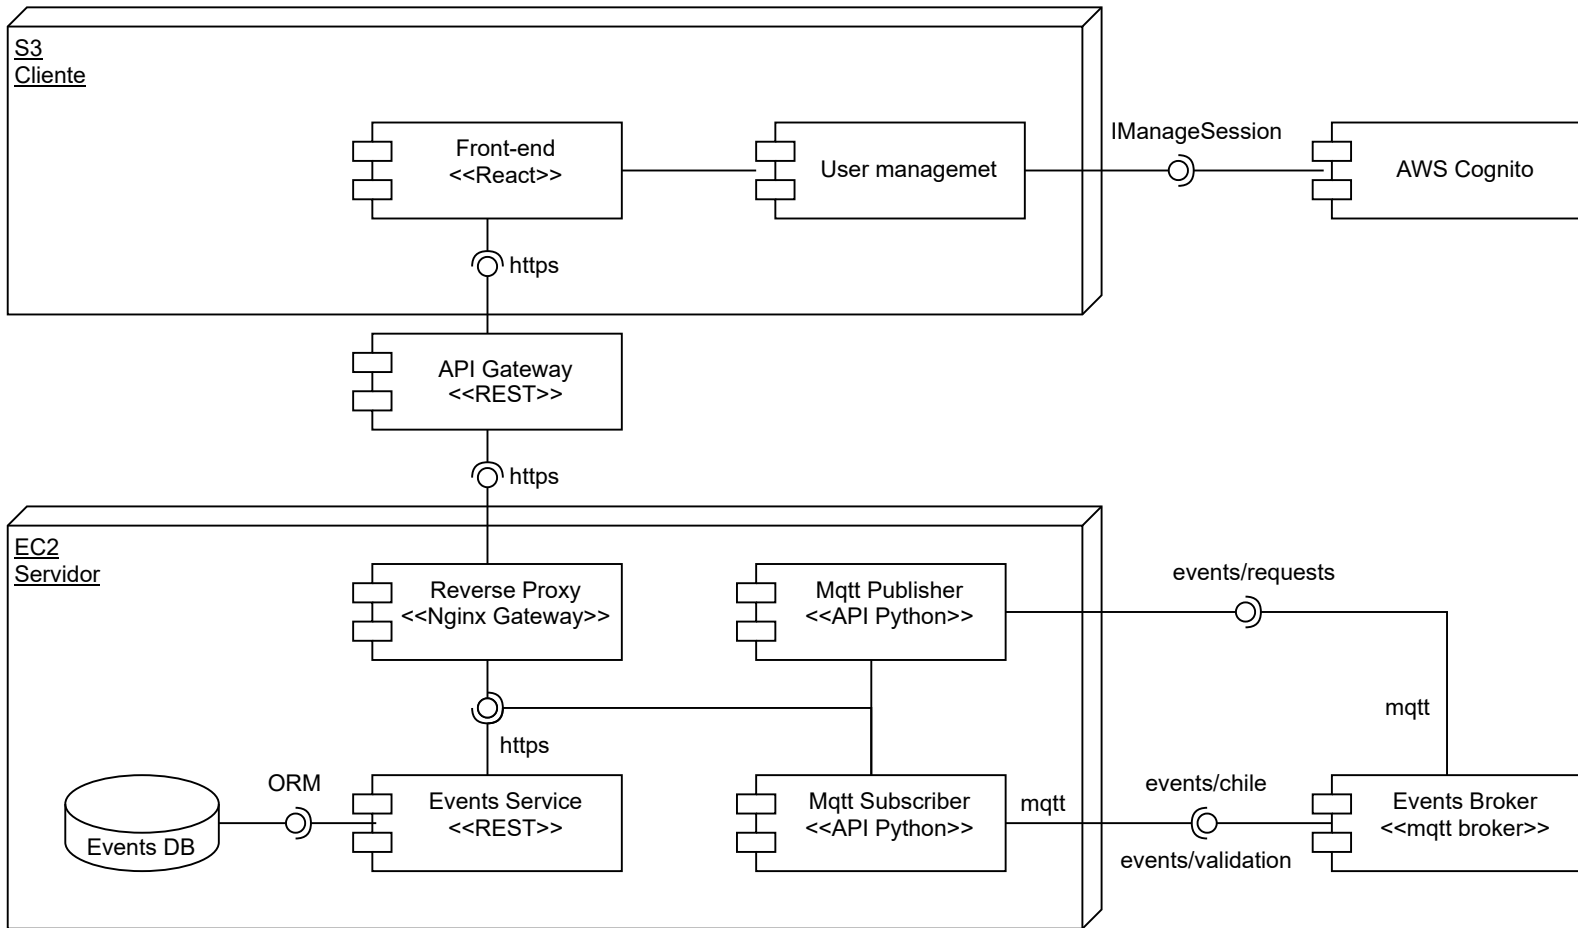 S3
Cliente
Front-end
<<React>>
User managemet
IManageSession
AWS Cognito
https
API Gateway
<<REST>>
https
EC2
Servidor
Reverse Proxy
<<Nginx Gateway>>
Mqtt Publisher
<<API Python>>
events/requests
mqtt
https
ORM
Events DB
Events Service
<<REST>>
Mqtt Subscriber
<<API Python>>
mqtt
events/chile
events/validation
Events Broker
<<mqtt broker>>